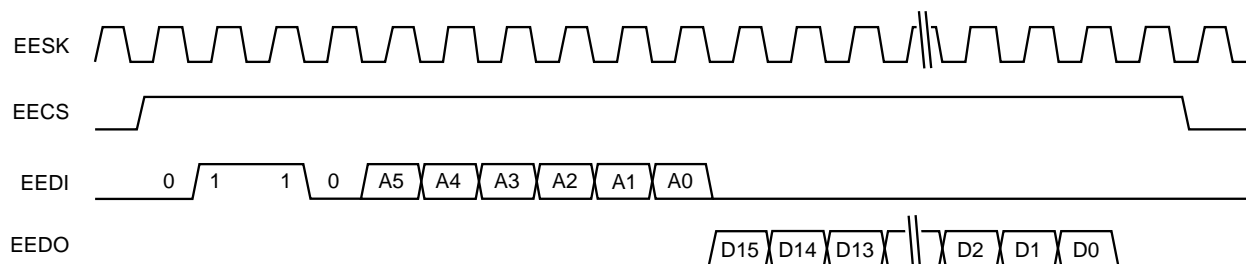 EESK
EECS
EEDI 0 1 1 0 A5 A4 A3 A2 A1 A0
EEDO D15 D14 D13 D2 D1 D0